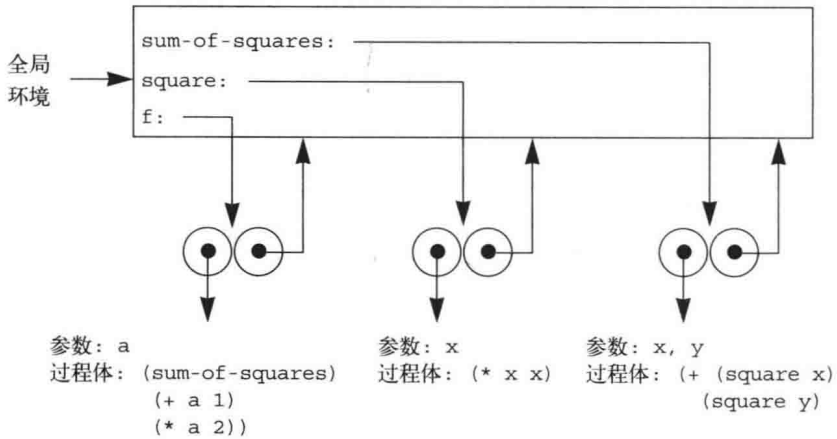 sum-of-squares:
全局
环境
square:
f:
参数: a
过程体: (sum-of-squares)
(+ a 1)
(* a 2))
参数: x
过程体: (* x x)
参数: x, y
过程体: (+ (square x)
(square y)